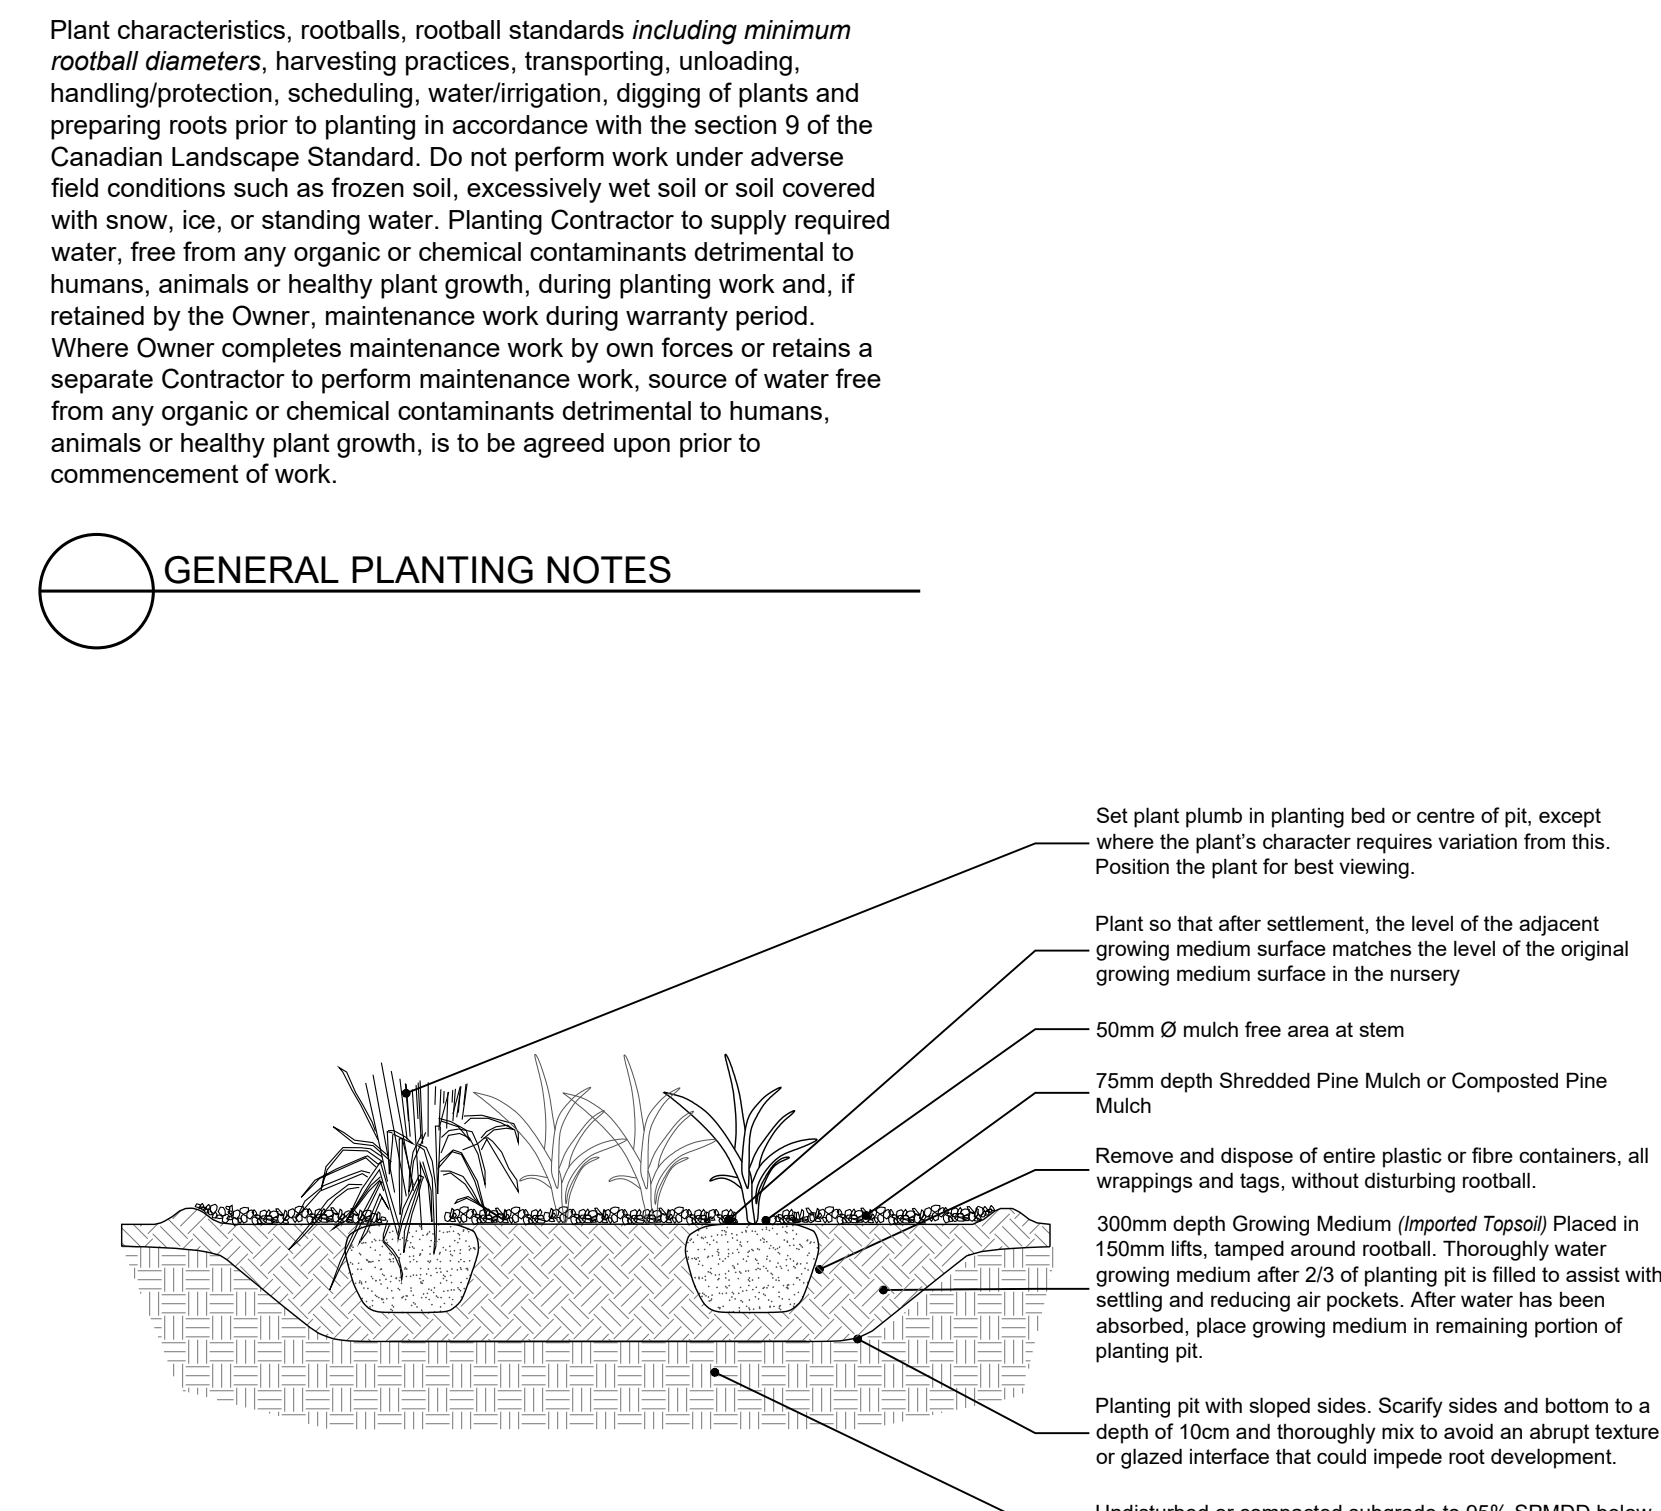 Plant characteristics, rootballs, rootball standards including minimum
rootball diameters, harvesting practices, transporting, unloading,
handling/protection, scheduling, water/irrigation, digging of plants and
preparing roots prior to planting in accordance with the section 9 of the
Canadian Landscape Standard. Do not perform work under adverse
field conditions such as frozen soil, excessively wet soil or soil covered
with snow, ice, or standing water. Planting Contractor to supply required
water, free from any organic or chemical contaminants detrimental to
humans, animals or healthy plant growth, during planting work and, if
retained by the Owner, maintenance work during warranty period.
Where Owner completes maintenance work by own forces or retains a
separate Contractor to perform maintenance work, source of water free
from any organic or chemical contaminants detrimental to humans,
animals or healthy plant growth, is to be agreed upon prior to
commencement of work.
GENERAL PLANTING NOTES
Set plant plumb in planting bed or centre of pit, except
where the plant's character requires variation from this.
Position the plant for best viewing.
Plant so that after settlement, the level of the adjacent
growing medium surface matches the level of the original
growing medium surface in the nursery
50mm Ø mulch free area at stem
75mm depth Shredded Pine Mulch or Composted Pine
Mulch
Remove and dispose of entire plastic or fibre containers, all
wrappings and tags, without disturbing rootball.
300mm depth Growing Medium (Imported Topsoil) Placed in
150mm lifts, tamped around rootball. Thoroughly water
growing medium after 2/3 of planting pit is filled to assist with
settling and reducing air pockets. After water has been
absorbed, place growing medium in remaining portion of
planting pit.
Planting pit with sloped sides. Scarify sides and bottom to a
depth of 10cm and thoroughly mix to avoid an abrupt texture
or glazed interface that could impede root development.
Undisturbed or compacted subgrade to 95% SPMDD below